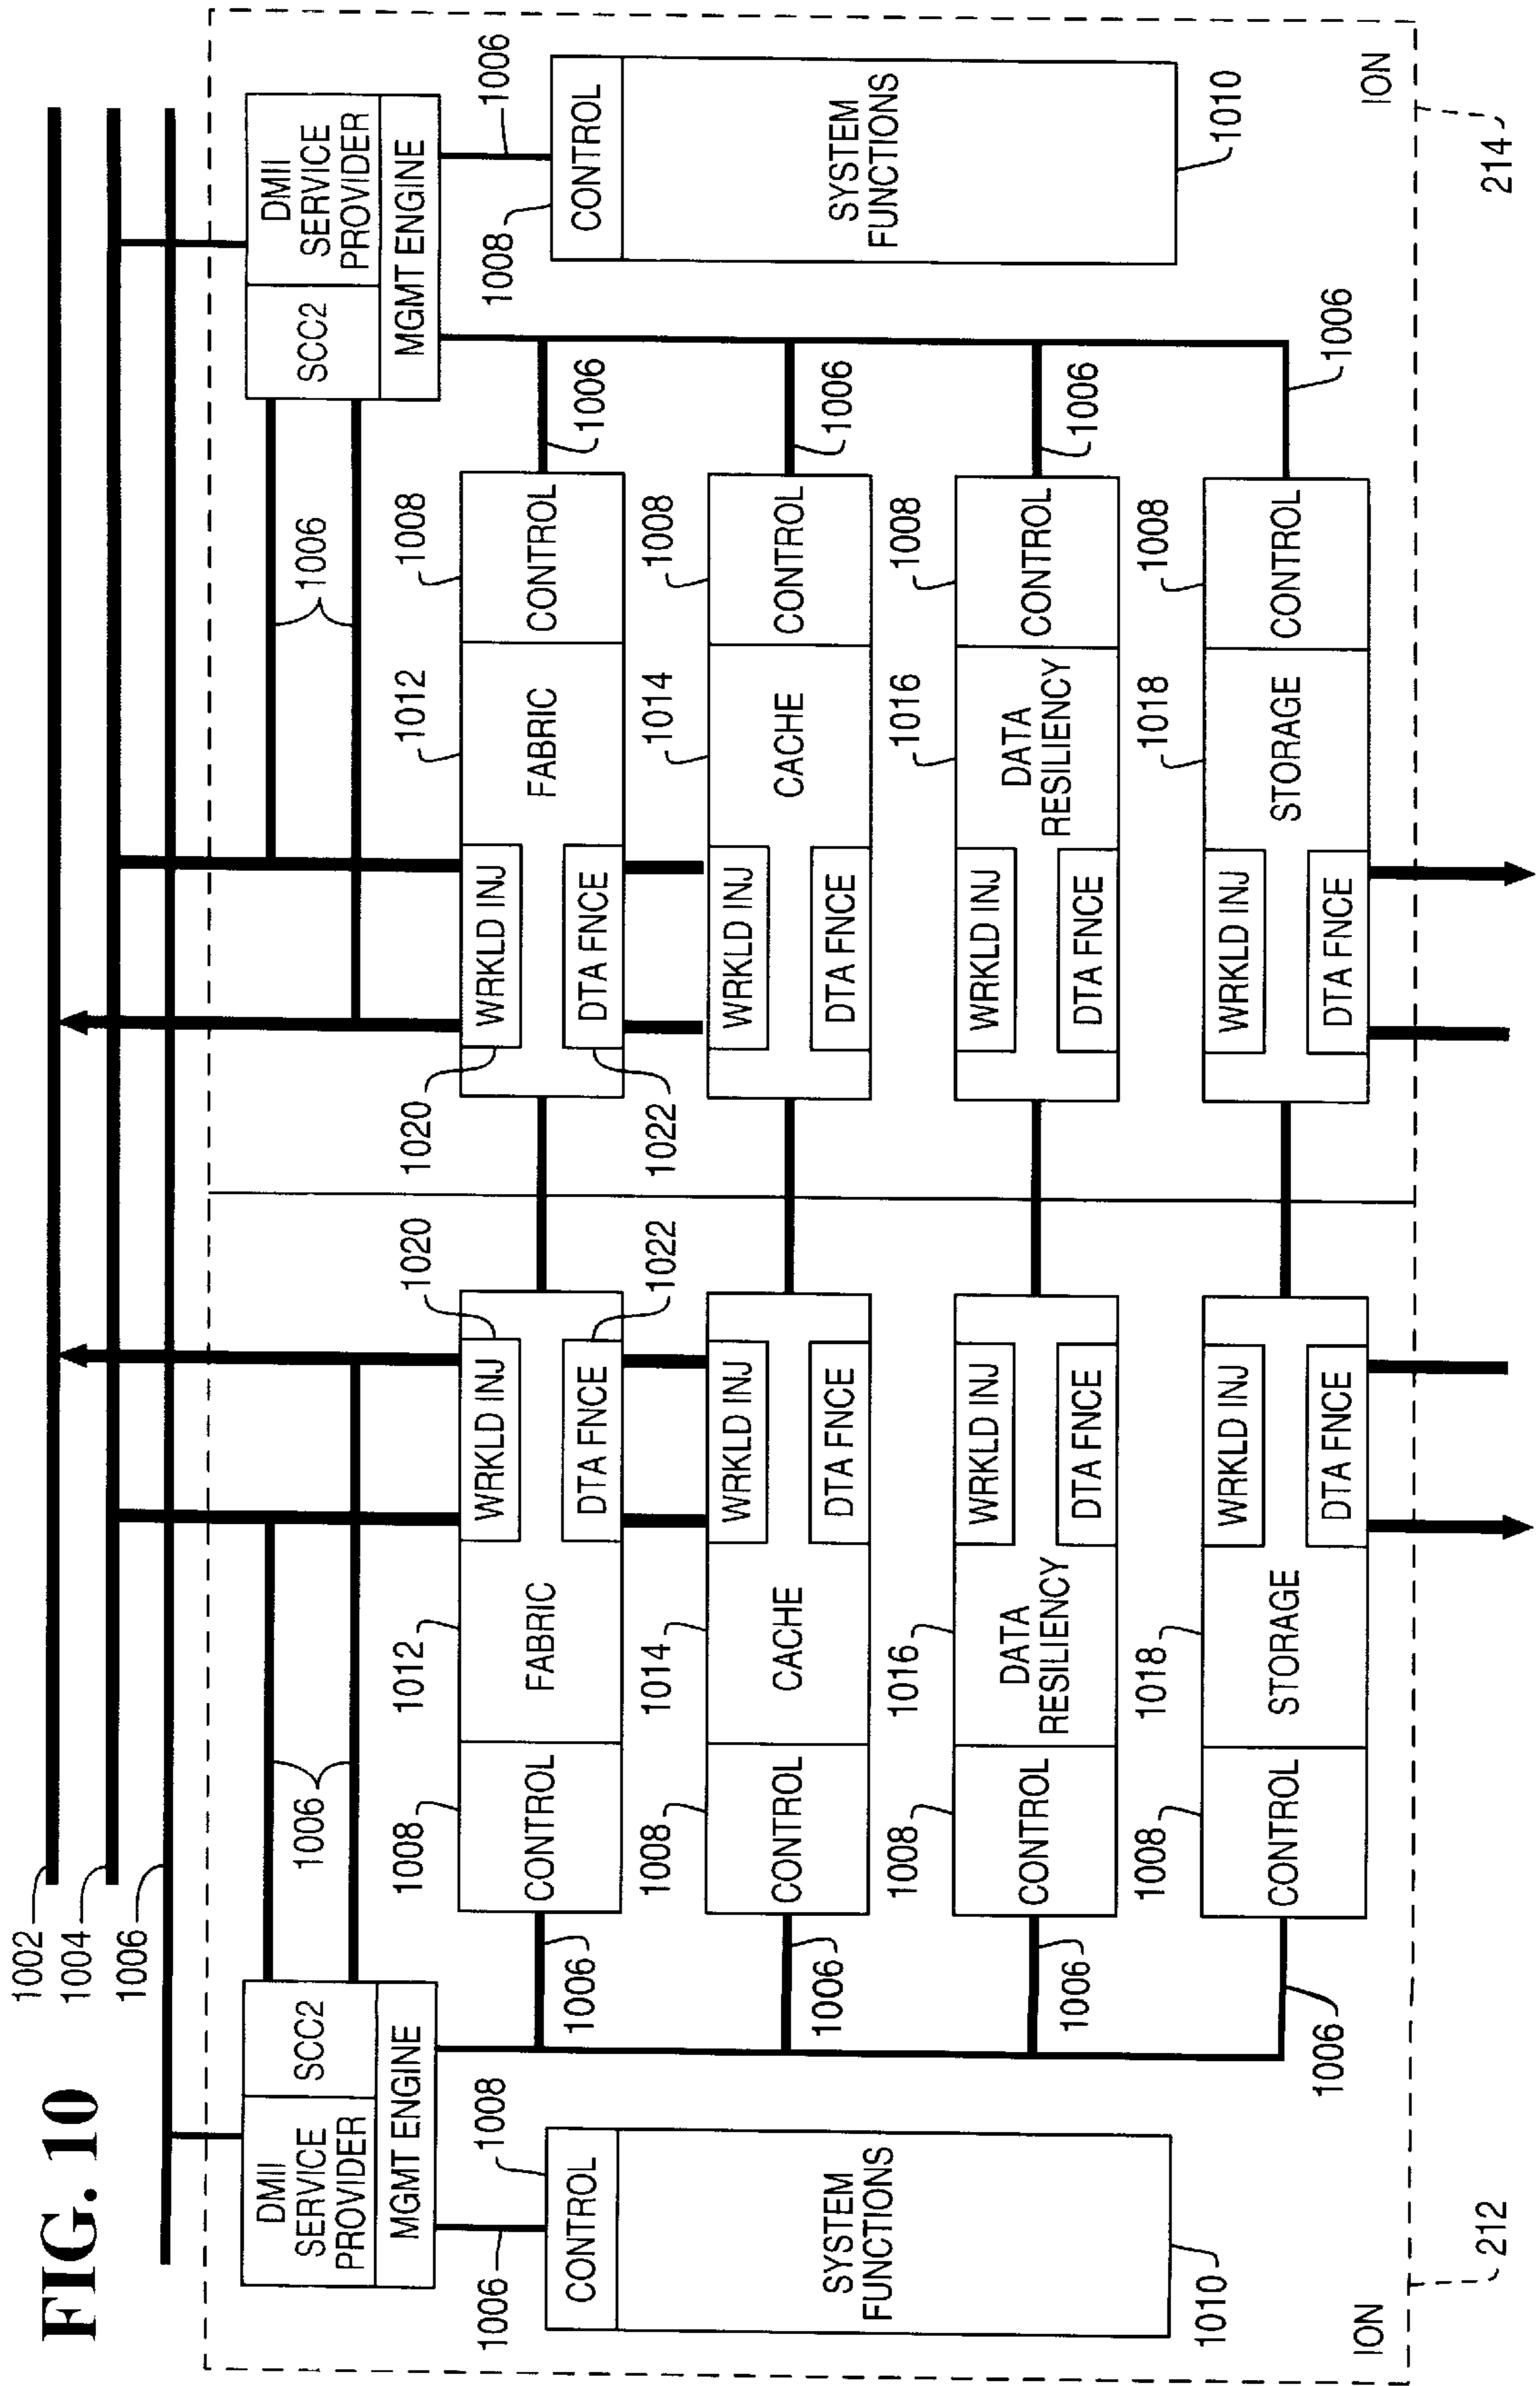 FIG. 10
1002
1004
1006
DMII
SERVICE
PROVIDER
SCC2
MGMT ENGINE
1006
SCC2
DMII
SERVICE
PROVIDER
MGMT ENGINE
1006
1006
1008
CONTROL
SYSTEM
FUNCTIONS
1010
1006
1008
CONTROL
SYSTEM
FUNCTIONS
1010
1006
1008
1012
1020
CONTROL
FABRIC
WRKLD INJ
DTA FNCE
1022
1020
1012
1008
WRKLD INJ
DTA FNCE
FABRIC
CONTROL
1022
1006
1006
1008
1014
CONTROL
CACHE
WRKLD INJ
DTA FNCE
1014
1008
WRKLD INJ
DTA FNCE
CACHE
CONTROL
1006
1006
1008
1016
CONTROL
DATA
RESILIENCY
WRKLD INJ
DTA FNCE
1016
1008
WRKLD INJ
DTA FNCE
DATA
RESILIENCY
CONTROL
1006
1006
1008
1018
CONTROL
STORAGE
WRKLD INJ
DTA FNCE
1018
1008
WRKLD INJ
DTA FNCE
STORAGE
CONTROL
1006
ION
ION
212
214